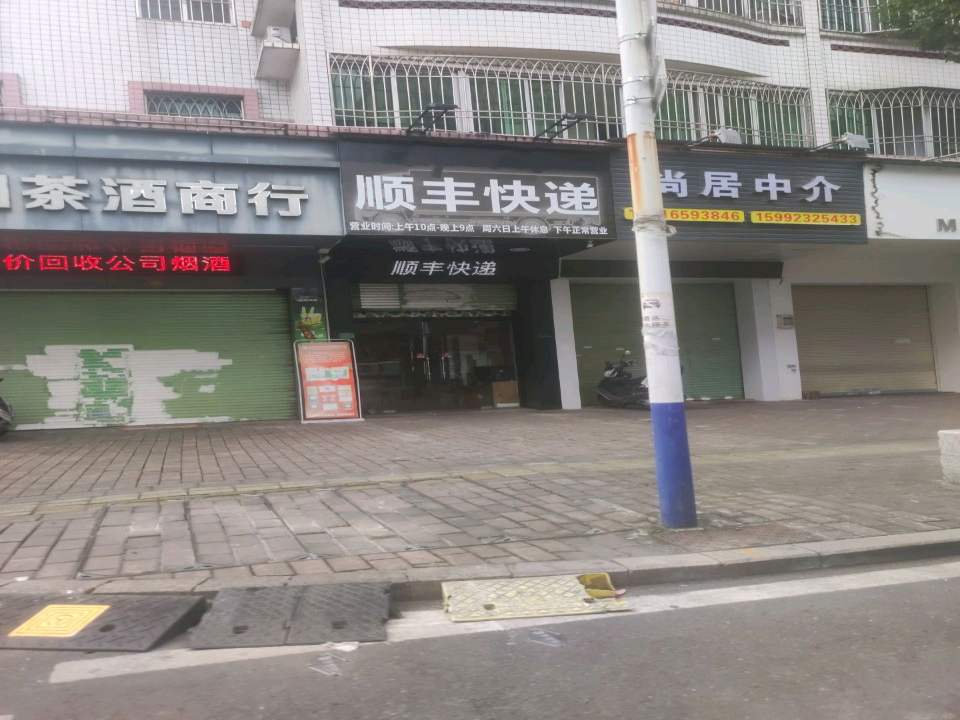 茶酒商行
价回收公司烟酒
顺丰快递
营业时间:上午10点-晚上9点 周六日上午休息 下午正常营业
顺丰快递
尚居中介
16593846 15992325433
M